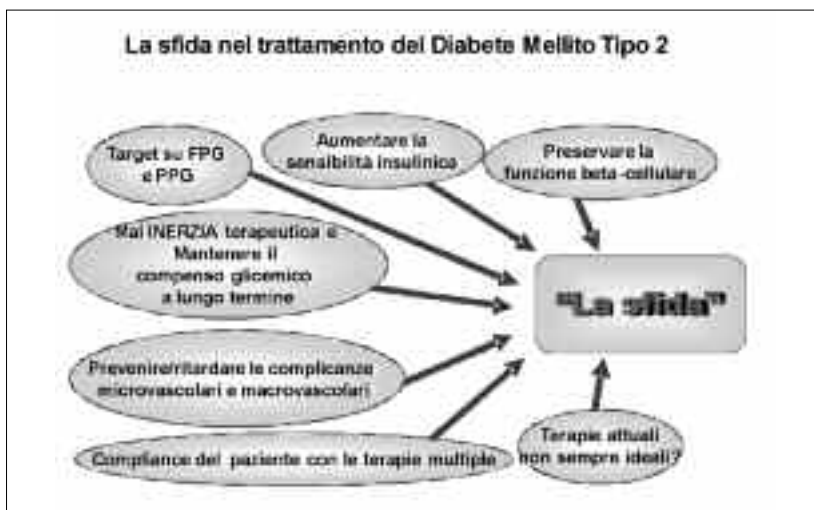 La sfida nel trattamento del Diabete Mellito Tipo 2
Target su FPG
e PPG
Aumentare la
sensibilità insulinica
Preservare la
funzione beta-cellulare
Mai INERZIA terapeutica e
Mantenere il
compenso glicemico
a lungo termine
"La sfida"
Prevenire/ritardare le complicanze
microvascolari e macrovascolari
Compliance del paziente con le terapie multiple
Terapie attuali
non sempre ideali?